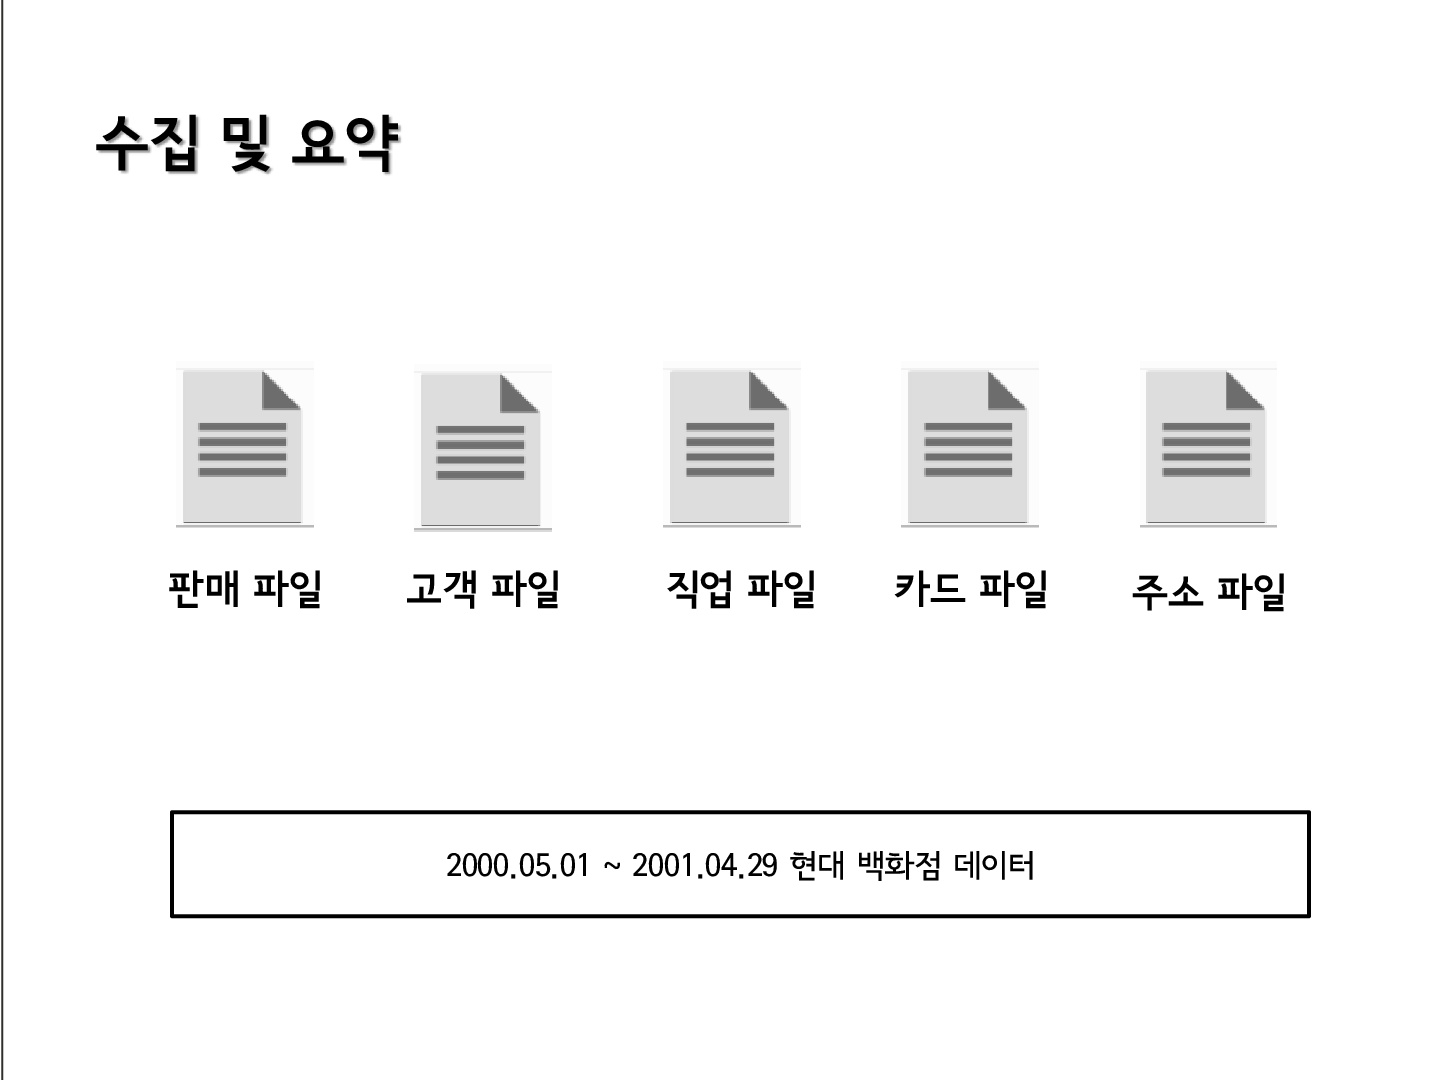 수집 및 요약
판매 파일
고객 파일
직업 파일
카드 파일
주소 파일
2000.05.01 ~ 2001.04.29 현대 백화점 데이터